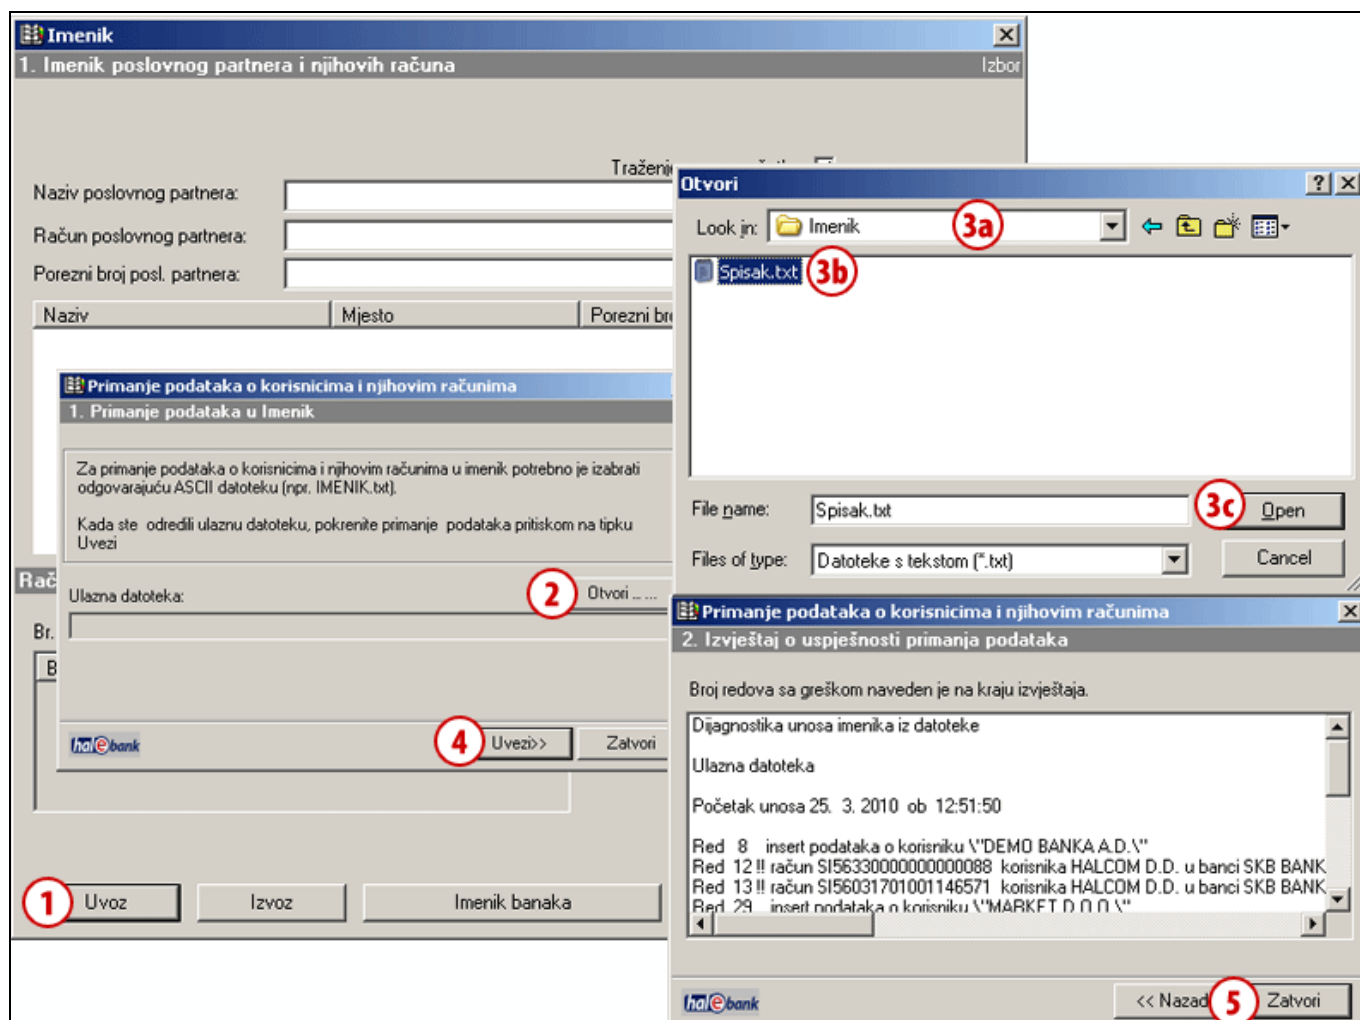 Imenik
1. Imenik poslovnog partnera i njihovih računa Izbor
Naziv poslovnog partnera:
Račun poslovnog partnera:
Porezni broj posl. partnera:
Naziv Mjesto
Primanje podataka o korisnicima i njihovim računima
1. Primanje podataka u Imenik
Za primanje podataka o korisnicima i njihovim računima u imenik potrebno je izabrati
odgovarajuću ASCII datoteku (npr. IMENIK.txt).
Kada ste odredili ulaznu datoteku, pokrenite primanje podataka pritiskom na tipku
Uvezi
Ulazna datoteka: 2 Otvori ... ...
Br.
halebank 4 Uvezi>> Zatvori
1 Uvoz Izvoz Imenik banaka
Otvori
Look in: Imenik 3a
Spisak.txt 3b
File name: Spisak.txt 3c Open
Files of type: Datoteke s tekstom (*.txt) Cancel
Primanje podataka o korisnicima i njihovim računima
2. Izvještaj o uspješnosti primanja podataka
Broj redova sa greškom naveden je na kraju izvještaja.
Dijagnostika unosa imenika iz datoteke
Ulazna datoteka
Početak unosa 25. 3. 2010 ob 12:51:50
Red 8 insert podataka o korisniku \"DEMO BANKA A.D.\"
Red 12 !! račun SI56330000000000088 korisnika HALCOM D.D. u banci SKB BANK
Red 13 !! račun SI56031701001146571 korisnika HALCOM D.D. u banci SKB BANK
Red 29 insert podataka o korisniku \"MARKET D.O.O.\"
halebank << Nazad 5 Zatvori